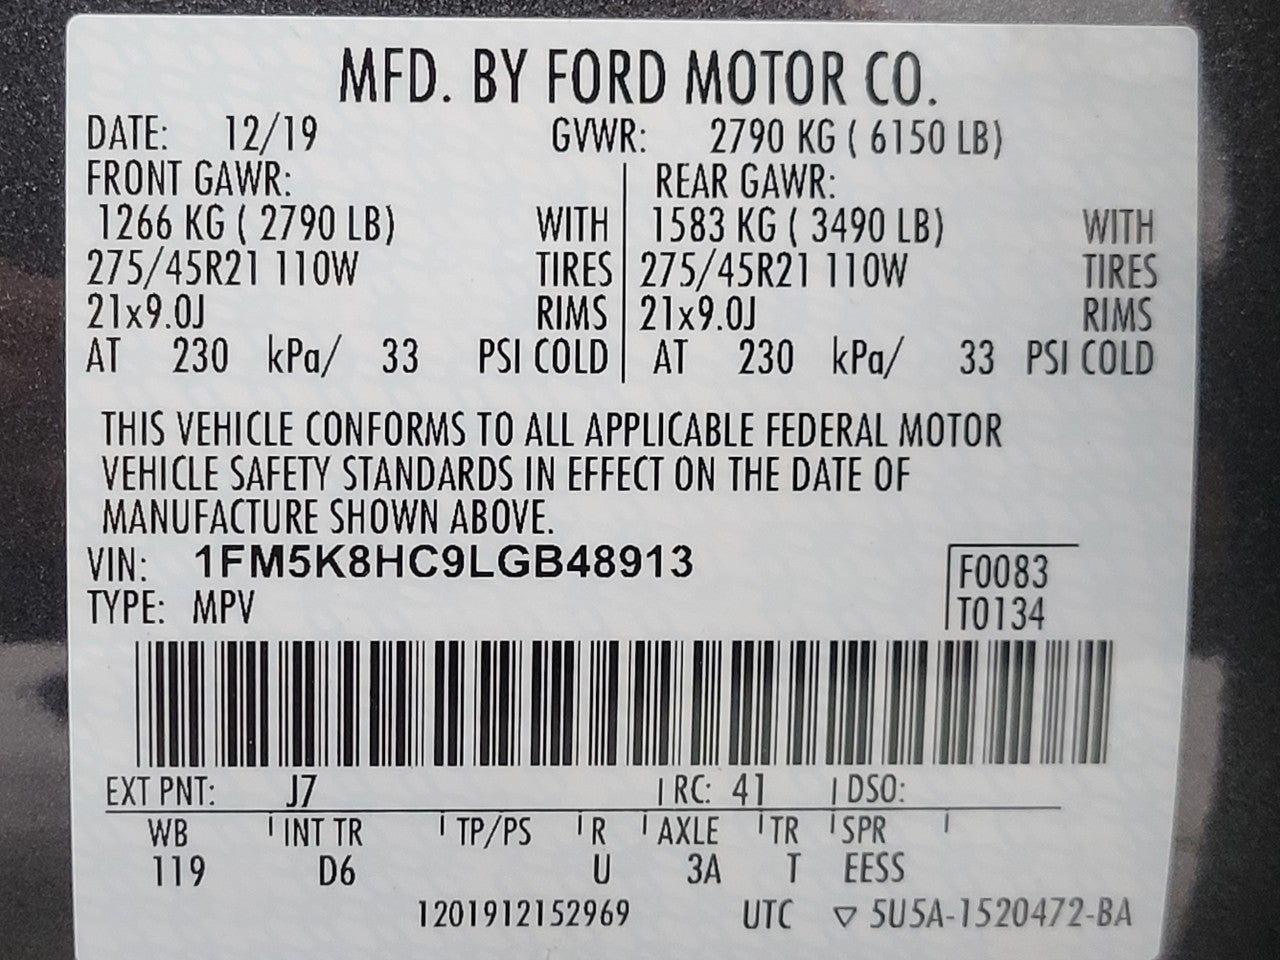 MFD. BY FORD MOTOR CO.
DATE: 12/19 GVWR: 2790 KG ( 6150 LB)
FRONT GAWR: REAR GAWR:
1266 KG ( 2790 LB) WITH 1583 KG ( 3490 LB) WITH
275/45R21 110W TIRES 275/45R21 110W TIRES
21x9.0J RIMS 21x9.0J RIMS
AT 230 kPa/ 33 PSI COLD AT 230 kPa/ 33 PSI COLD
THIS VEHICLE CONFORMS TO ALL APPLICABLE FEDERAL MOTOR
VEHICLE SAFETY STANDARDS IN EFFECT ON THE DATE OF
MANUFACTURE SHOWN ABOVE.
VIN: 1FM5K8HC9LGB48913 F0083
TYPE: MPV T0134
EXT PNT: J7 RC: 41 DSO:
WB INT TR TP/PS R AXLE TR SPR
119 D6 U 3A T EESS
1201912152969 UTC ▽ 5U5A-1520472-BA